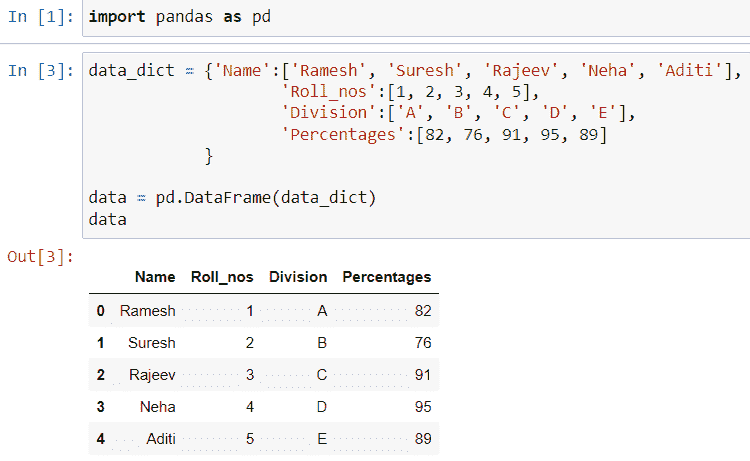 In [1]: import pandas as pd
In [3]: data_dict = {'Name':['Ramesh', 'Suresh', 'Rajeev', 'Neha', 'Aditi'],
'Roll_nos':[1, 2, 3, 4, 5],
'Division':['A', 'B', 'C', 'D', 'E'],
'Percentages':[82, 76, 91, 95, 89]
}
data = pd.DataFrame(data_dict)
data
Out[3]:
Name Roll_nos Division Percentages
0 Ramesh 1 A 82
1 Suresh 2 B 76
2 Rajeev 3 C 91
3 Neha 4 D 95
4 Aditi 5 E 89